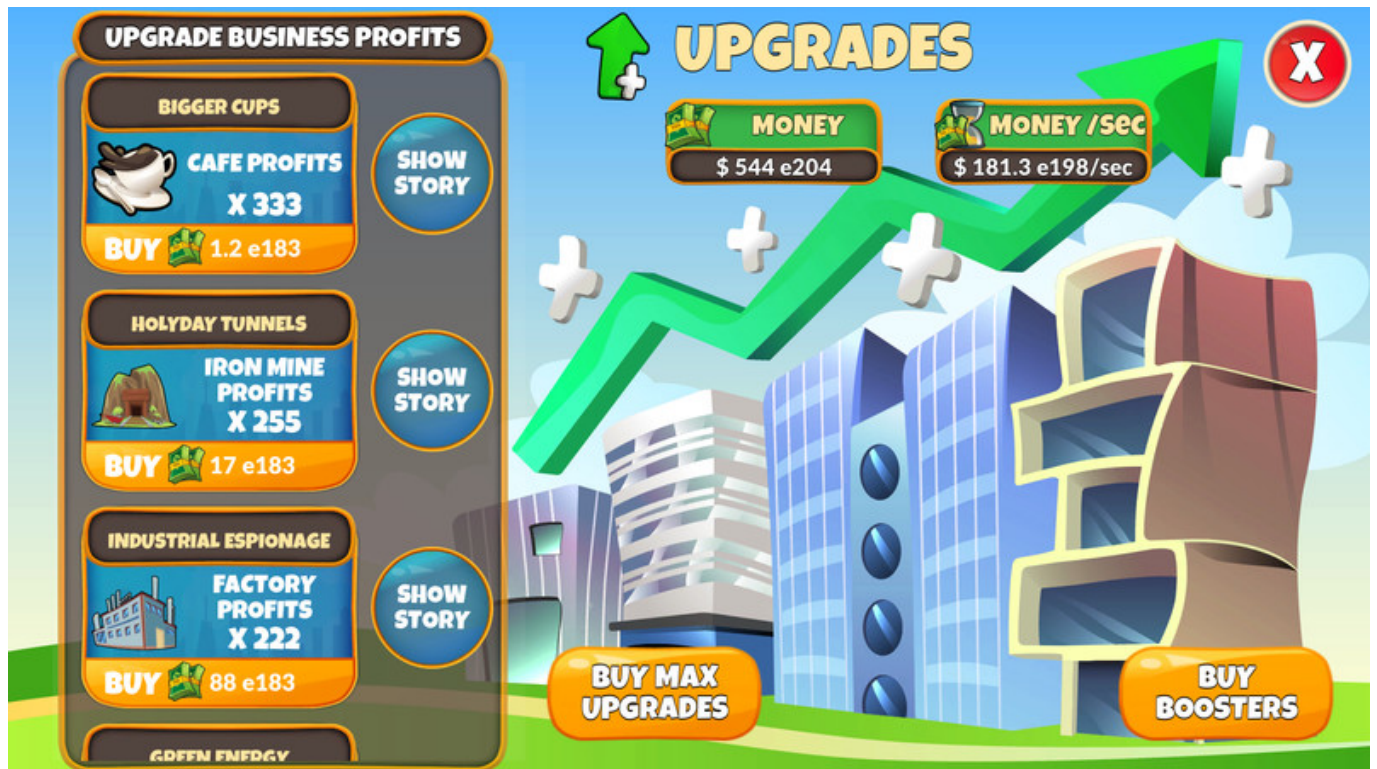 UPGRADE BUSINESS PROFITS
BIGGER CUPS
CAFE PROFITS
X 333
BUY 1.2 e183
SHOW
STORY
HOLYDAY TUNNELS
IRON MINE
PROFITS
X 255
BUY 17 e183
SHOW
STORY
INDUSTRIAL ESPIONAGE
FACTORY
PROFITS
X 222
BUY 88 e183
SHOW
STORY
GREEN ENERGY
UPGRADES
MONEY
$ 544 e204
MONEY /SEC
$ 181.3 e198/sec
X
BUY MAX
UPGRADES
BUY
BOOSTERS